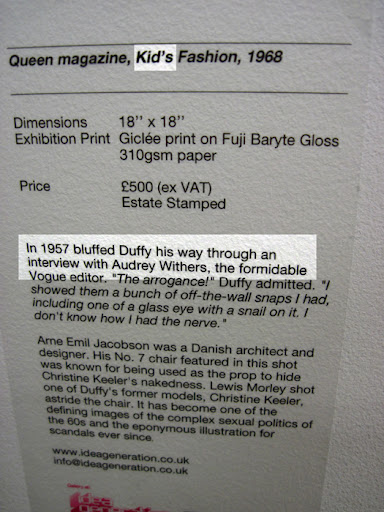 Queen magazine, Kid's Fashion, 1968
Dimensions 18’’ x 18’’
Exhibition Print Giclée print on Fuji Baryte Gloss
310gsm paper
Price £500 (ex VAT)
Estate Stamped
In 1957 bluffed Duffy his way through an
interview with Audrey Withers, the formidable
Vogue editor. "The arrogance!" Duffy admitted. "I
showed them a bunch of off-the-wall snaps I had,
including one of a glass eye with a snail on it. I
don't know how I had the nerve."
Arne Emil Jacobson was a Danish architect and
designer. His No. 7 chair featured in this shot
was known for being used as the prop to hide
Christine Keeler's nakedness. Lewis Morley shot
one of Duffy's former models, Christine Keeler,
astride the chair. It has become one of the
defining images of the complex sexual politics of
the 60s and the eponymous illustration for
scandals ever since.
www.ideageneration.co.uk
info@ideageneration.co.uk